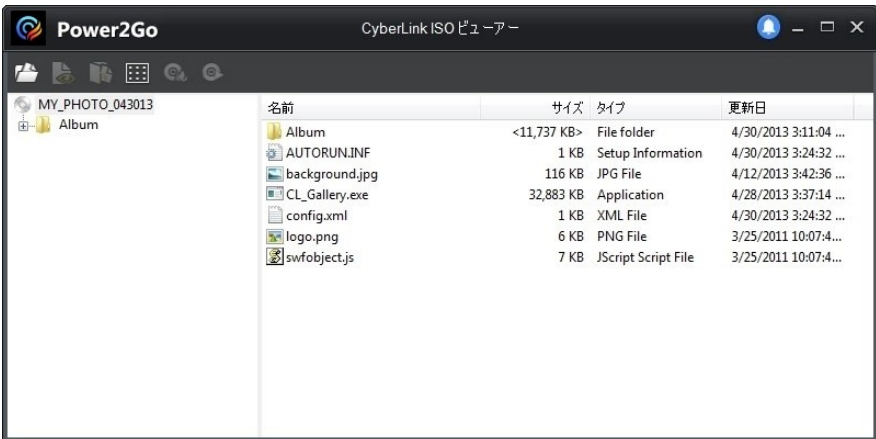 Power2Go CyberLink ISO ビューアー
MY_PHOTO_043013
Album
名前 サイズ タイプ 更新日
Album <11,737 KB> File folder 4/30/2013 3:11:04 ...
AUTORUN.INF 1 KB Setup Information 4/30/2013 3:24:32 ...
background.jpg 116 KB JPG File 4/12/2013 3:42:36 ...
CL_Gallery.exe 32,883 KB Application 4/28/2013 3:37:14 ...
config.xml 1 KB XML File 4/30/2013 3:24:32 ...
logo.png 6 KB PNG File 3/25/2011 10:07:4...
swfobject.js 7 KB JScript Script File 3/25/2011 10:07:4...